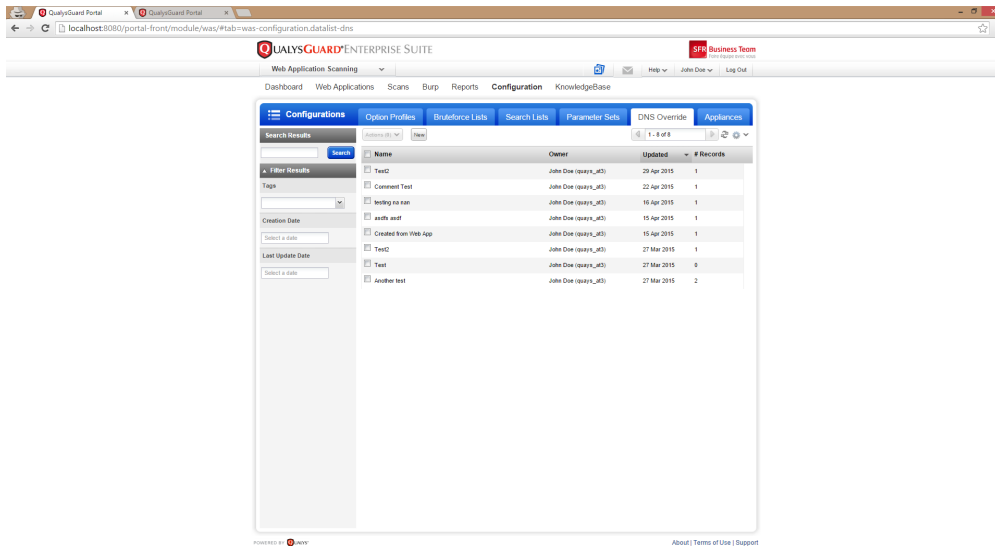 QualysGuard Portal
QualysGuard Portal
localhost:8080/portal-front/module/was/#tab=was-configuration.datalist-dns
QUALYSGUARD® ENTERPRISE SUITE
SFR Business Team
Votre équipe avec vous
Web Application Scanning
Help
John Doe
Log Out
Dashboard Web Applications Scans Burp Reports Configuration KnowledgeBase
Configurations
Option Profiles Bruteforce Lists Search Lists Parameter Sets DNS Override Appliances
Search Results
Actions (0) New
1 - 8 of 8
Search
Name Owner Updated # Records
Filter Results
Test2 John Doe (quays_at3) 29 Apr 2015 1
Tags
Comment Test John Doe (quays_at3) 22 Apr 2015 1
testing na nan John Doe (quays_at3) 16 Apr 2015 1
Creation Date
asdfs asdf John Doe (quays_at3) 15 Apr 2015 1
Select a date
Created from Web App John Doe (quays_at3) 15 Apr 2015 1
Last Update Date
Test2 John Doe (quays_at3) 27 Mar 2015 1
Select a date
Test John Doe (quays_at3) 27 Mar 2015 0
Another test John Doe (quays_at3) 27 Mar 2015 2
POWERED BY QUALYS®
About | Terms of Use | Support